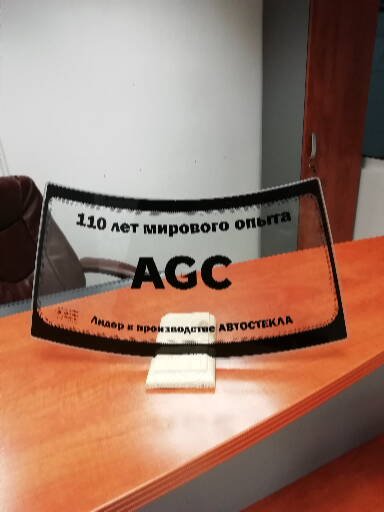 110 лет мирового опыта
AGC
Лидер в производстве АВТОСТЕКЛА